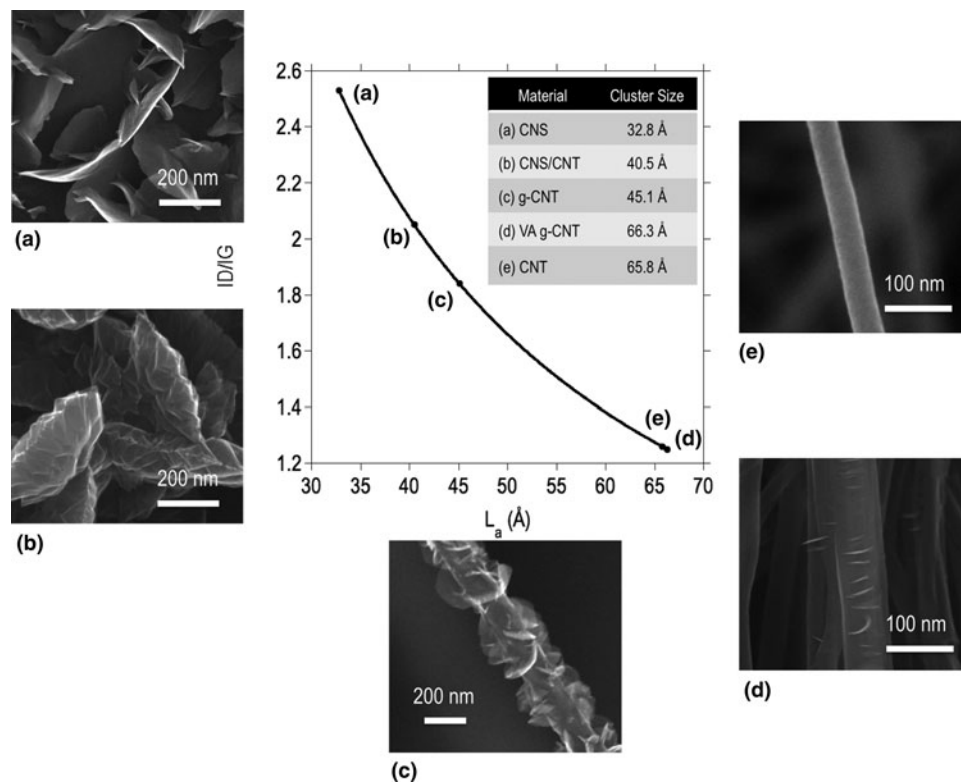 200 nm
(a)
ID/IG
200 nm
(b)
2.6
2.4
2.2
2
1.8
1.6
1.4
1.2
30 35 40 45 50 55 60 65 70
La (Å)
(a)
(b)
(c)
(e)
(d)
Material Cluster Size
(a) CNS 32.8 Å
(b) CNS/CNT 40.5 Å
(c) g-CNT 45.1 Å
(d) VA g-CNT 66.3 Å
(e) CNT 65.8 Å
200 nm
(c)
100 nm
(e)
100 nm
(d)